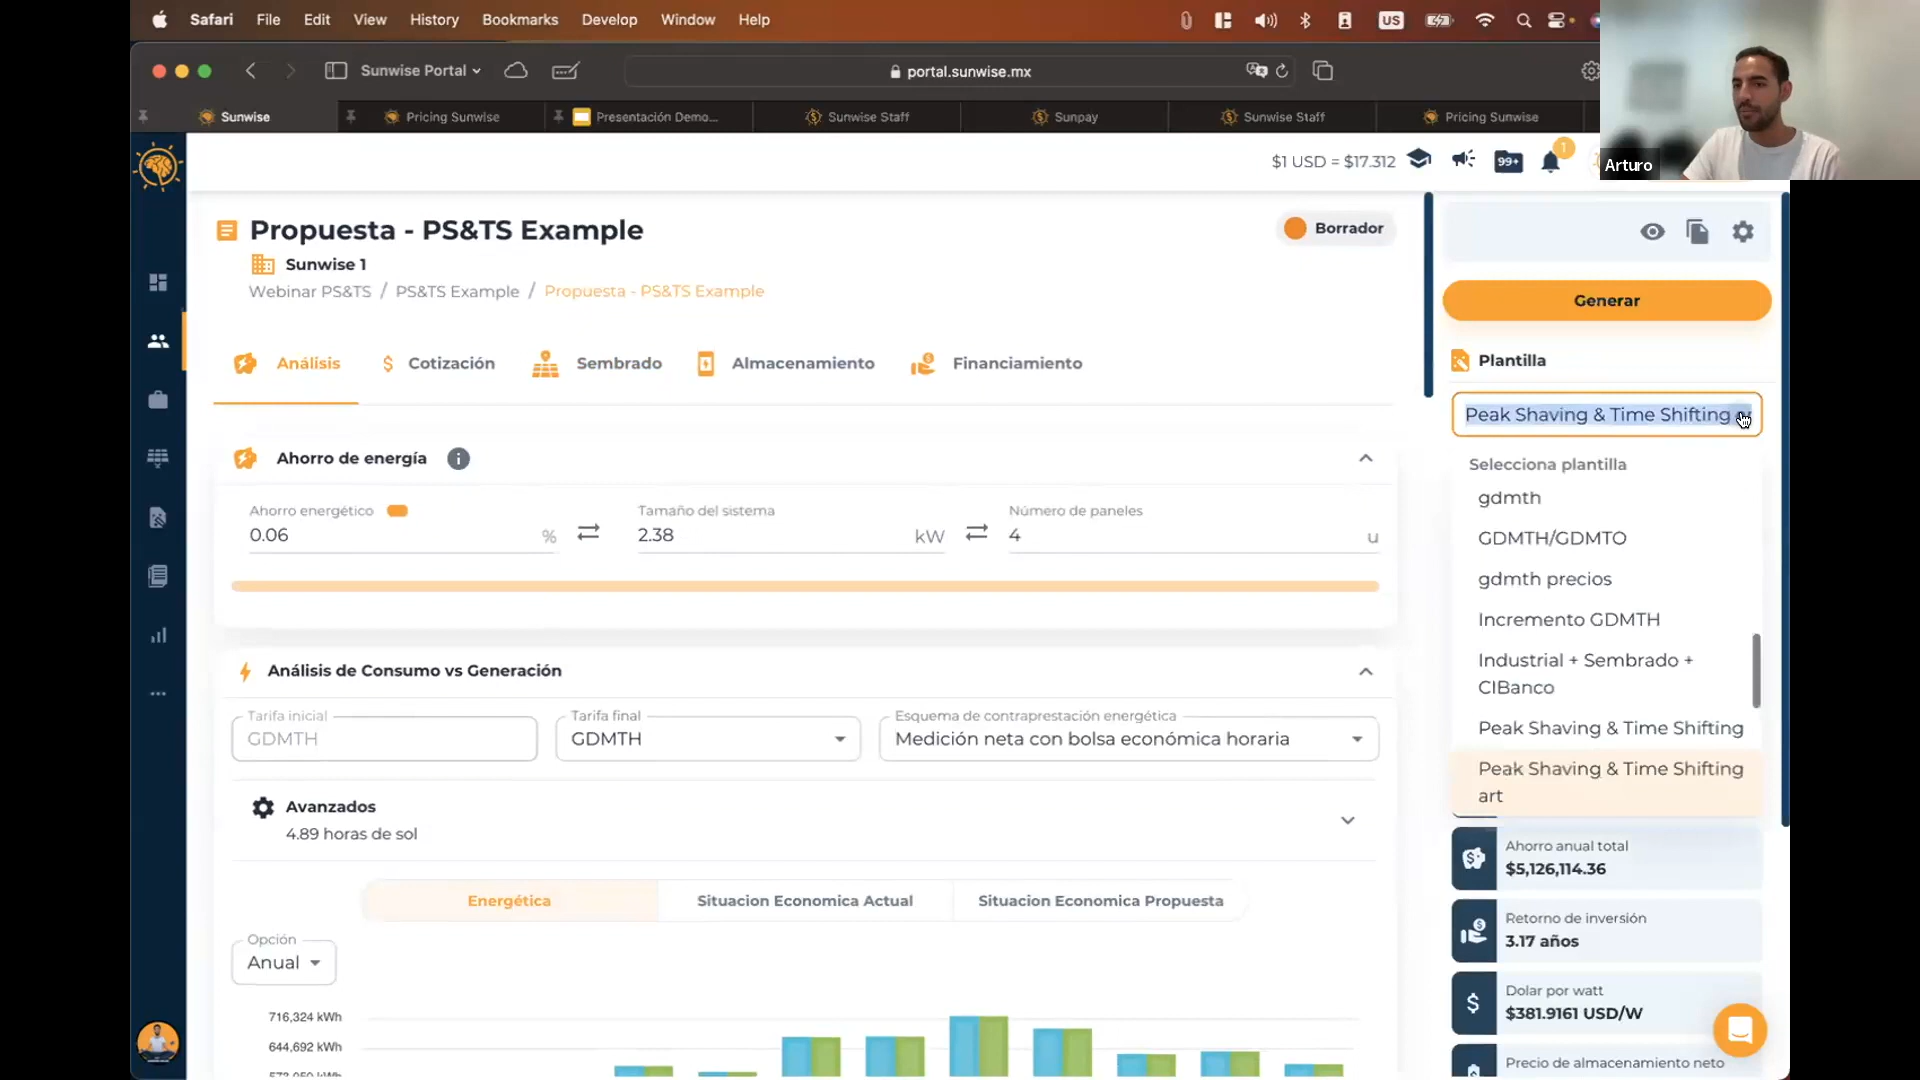 Safari File Edit View History Bookmarks Develop Window Help
US
Sunwise Portal
portal.sunwise.mx
Sunwise
Pricing Sunwise
Presentación Demo...
Sunwise Staff
Sunpay
Sunwise Staff
Pricing Sunwise
Arturo
$1 USD = $17.312
99+
1
Propuesta - PS&TS Example
Borrador
Sunwise 1
Webinar PS&TS / PS&TS Example / Propuesta - PS&TS Example
Análisis
Cotización
Sembrado
Almacenamiento
Financiamiento
Ahorro de energía
Ahorro energético
0.06 %
Tamaño del sistema
2.38 kW
Número de paneles
4 u
Análisis de Consumo vs Generación
Tarifa inicial
GDMTH
Tarifa final
GDMTH
Esquema de contraprestación energética
Medición neta con bolsa económica horaria
Avanzados
4.89 horas de sol
Energética
Situacion Economica Actual
Situacion Economica Propuesta
Opción
Anual
716,324 kWh
644,692 kWh
Generar
Plantilla
Peak Shaving & Time Shifting
Selecciona plantilla
gdmth
GDMTH/GDMTO
gdmth precios
Incremento GDMTH
Industrial + Sembrado +
CIBanco
Peak Shaving & Time Shifting
Peak Shaving & Time Shifting
art
Ahorro anual total
$5,126,114.36
Retorno de inversión
3.17 años
Dolar por watt
$381.9161 USD/W
Precio de almacenamiento neto